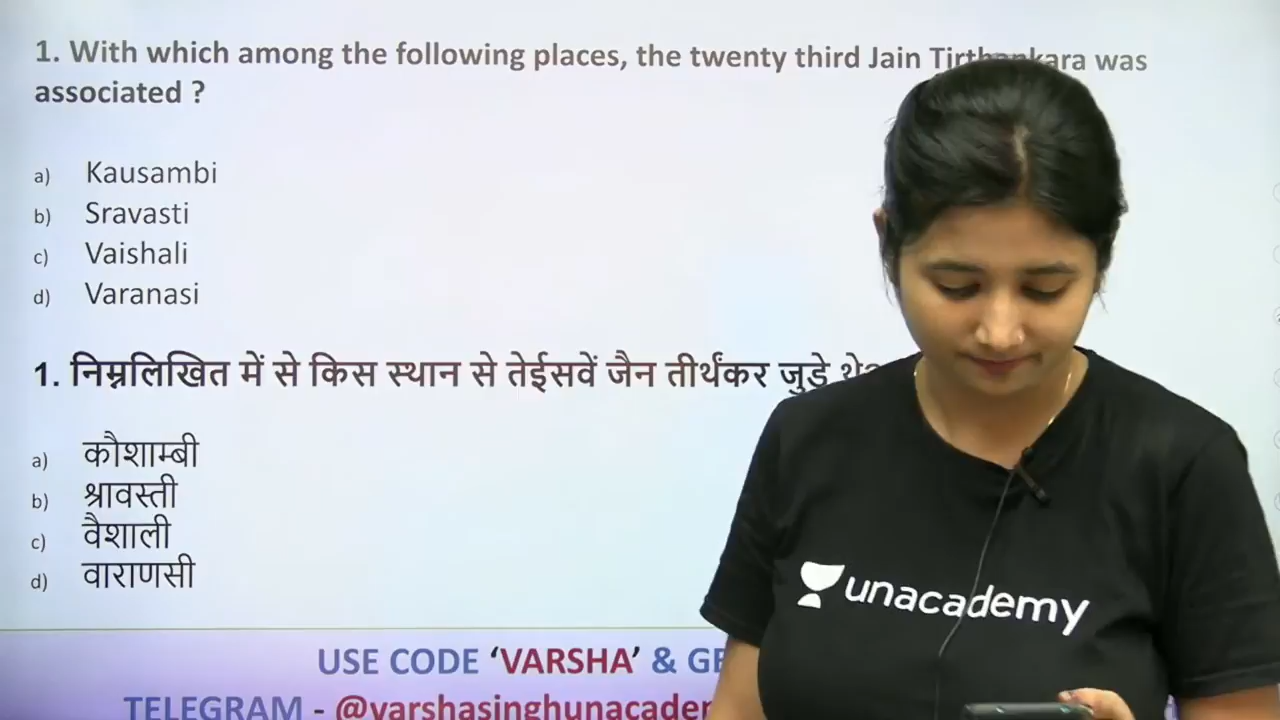 1. With which among the following places, the twenty third Jain Tirthankara was
associated ?
a) Kausambi
b) Sravasti
c) Vaishali
d) Varanasi
1. निम्नलिखित में से किस स्थान से तेईसवें जैन तीर्थंकर जुड़े थे
a) कौशाम्बी
b) श्रावस्ती
c) वैशाली
d) वाराणसी
unacademy
USE CODE ‘VARSHA’ &
TELEGRAM -